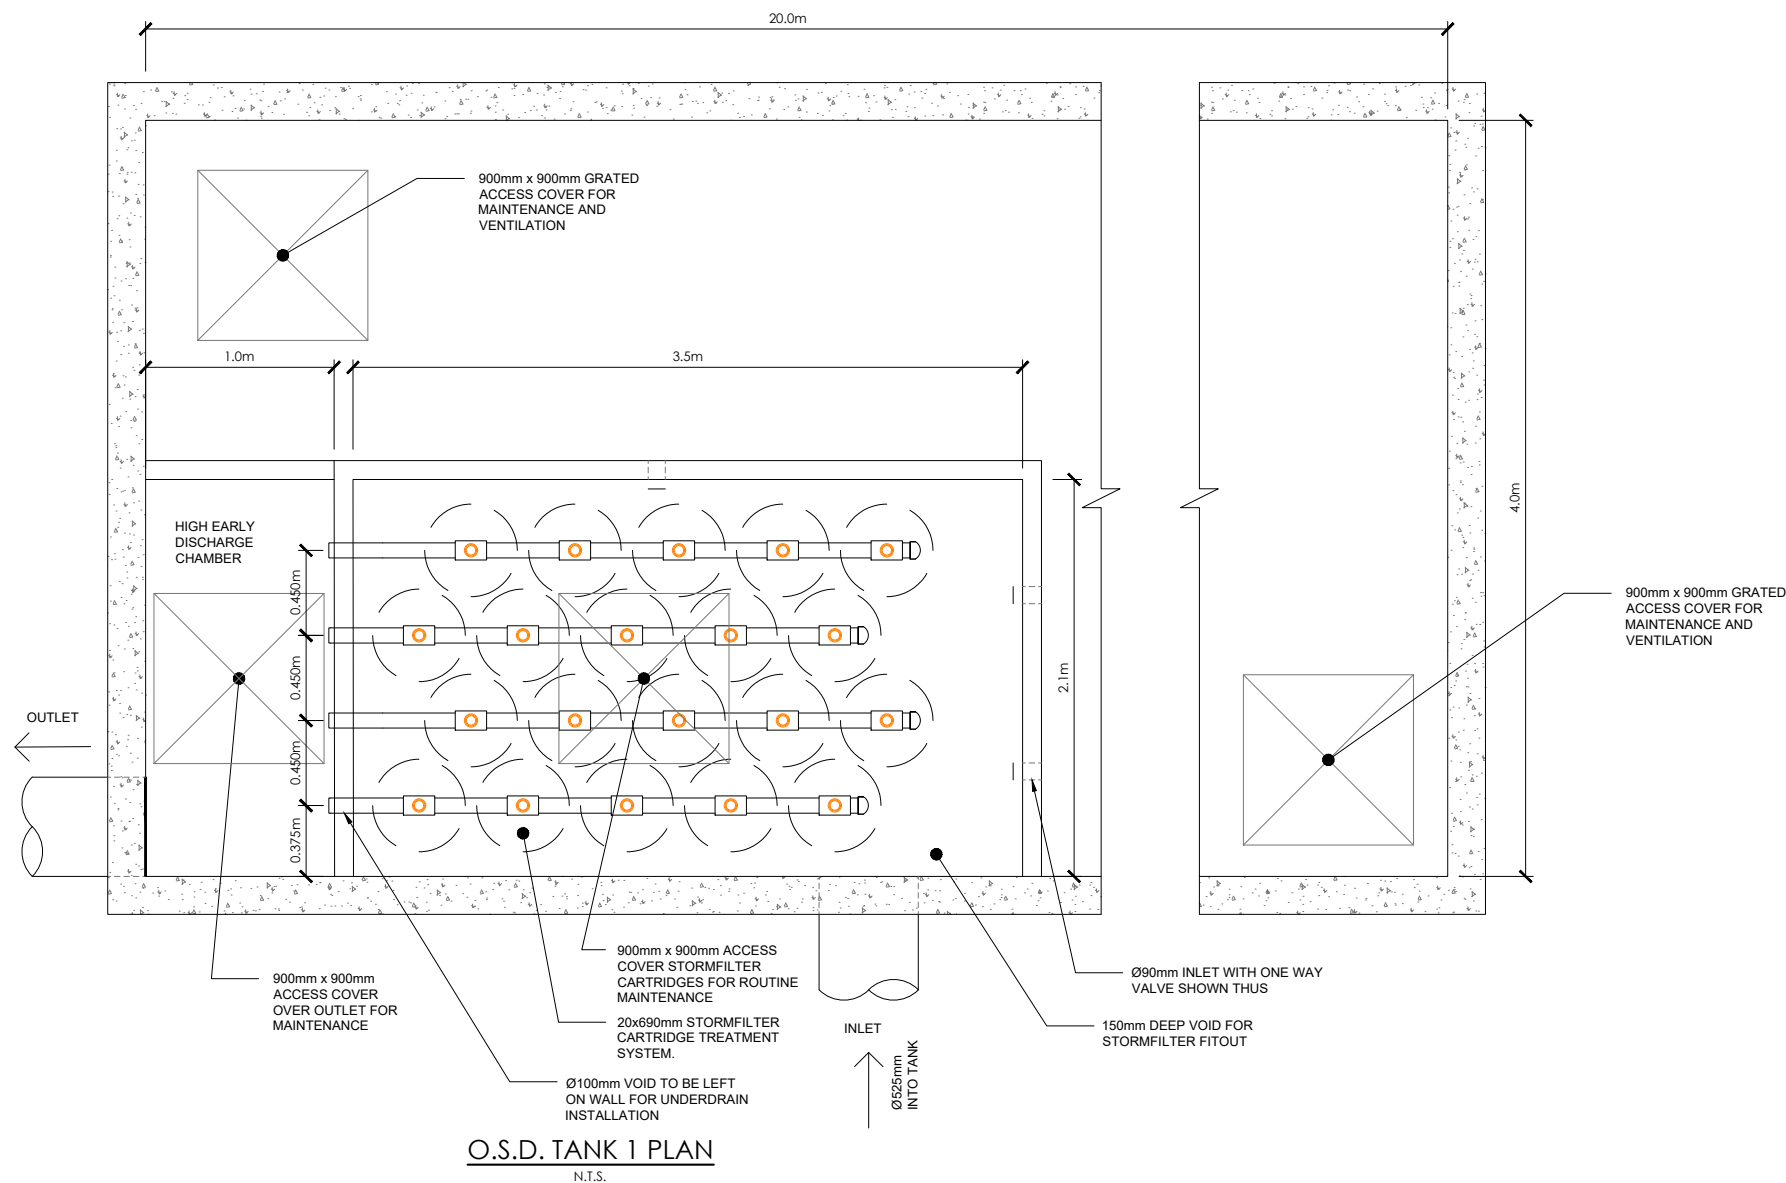 20.0m
900mm x 900mm GRATED
ACCESS COVER FOR
MAINTENANCE AND
VENTILATION
1.0m
3.5m
HIGH EARLY
DISCHARGE
CHAMBER
0.450m
0.450m
0.450m
0.375m
2.1m
4.0m
900mm x 900mm GRATED
ACCESS COVER FOR
MAINTENANCE AND
VENTILATION
OUTLET
900mm x 900mm
ACCESS COVER
OVER OUTLET FOR
MAINTENANCE
900mm x 900mm ACCESS
COVER STORMFILTER
CARTRIDGES FOR ROUTINE
MAINTENANCE
20x690mm STORMFILTER
CARTRIDGE TREATMENT
SYSTEM.
Ø100mm VOID TO BE LEFT
ON WALL FOR UNDERDRAIN
INSTALLATION
INLET
Ø525mm
INTO TANK
Ø90mm INLET WITH ONE WAY
VALVE SHOWN THUS
150mm DEEP VOID FOR
STORMFILTER FITOUT
O.S.D. TANK 1 PLAN
N.T.S.